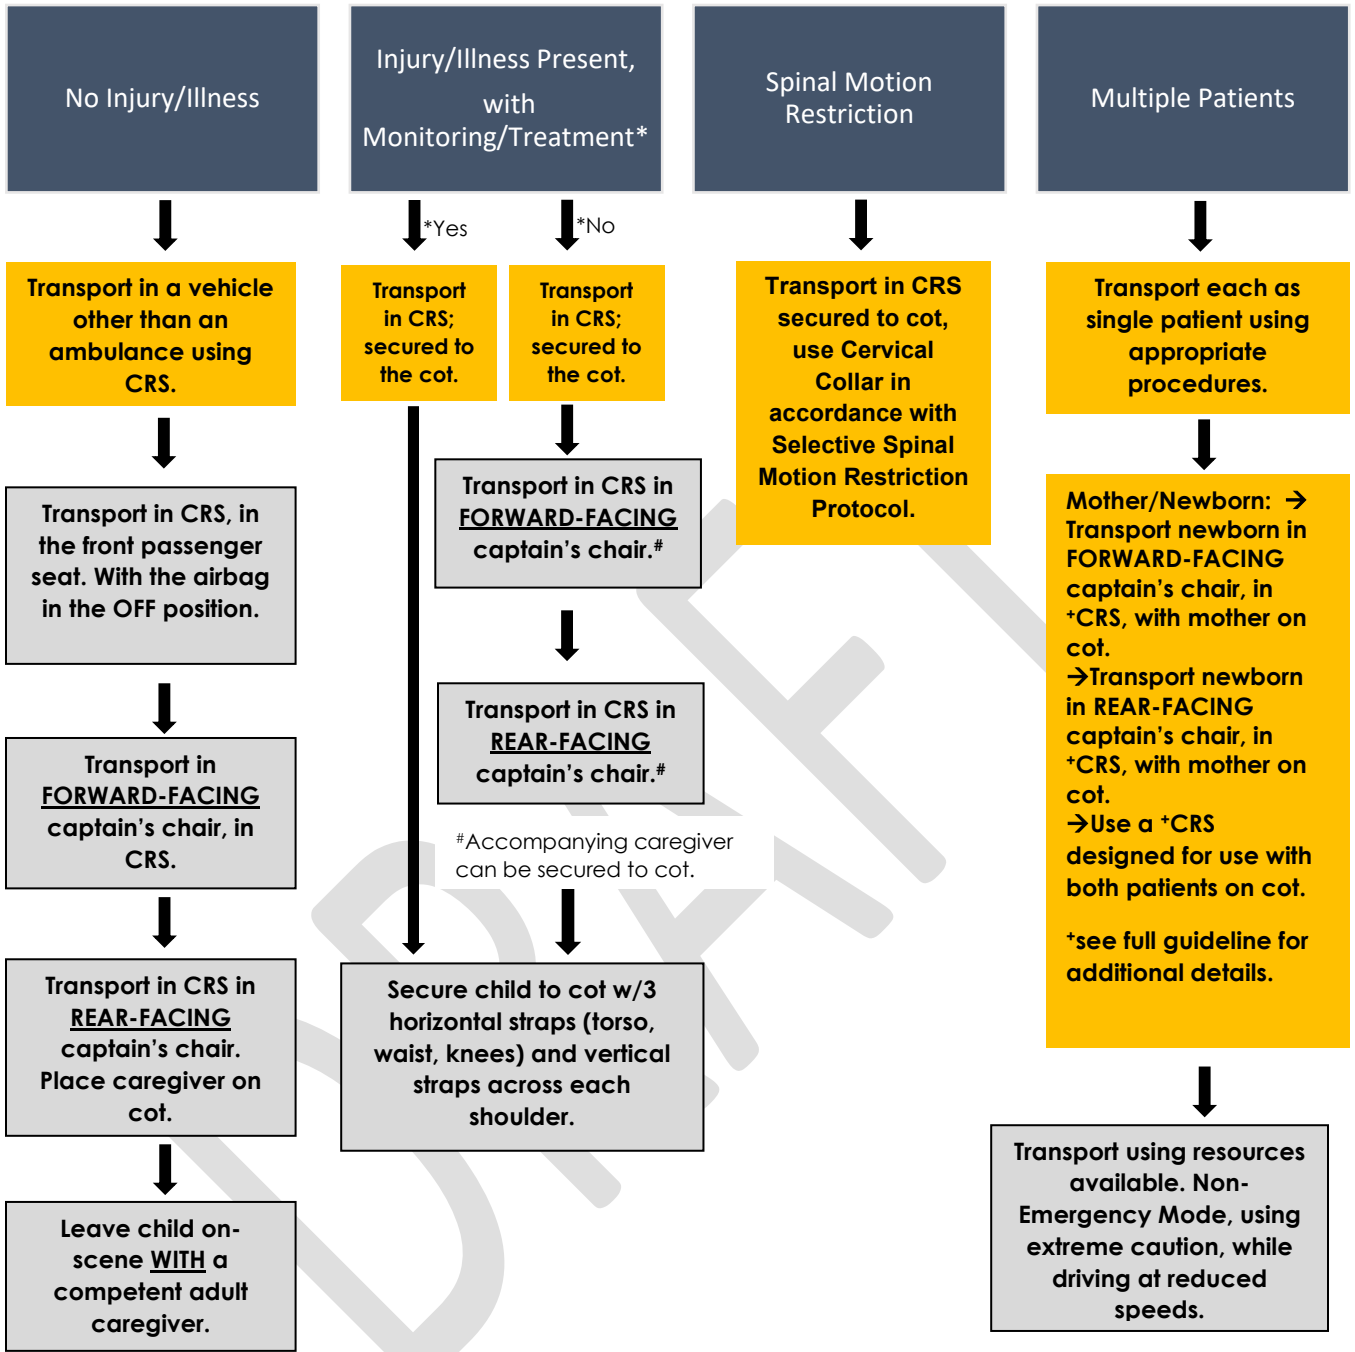 No Injury/Illness
Injury/Illness Present,
with
Monitoring/Treatment*
Spinal Motion
Restriction
Multiple Patients
*Yes
*No
Transport in a vehicle
other than an
ambulance using
CRS.
Transport in CRS, in
the front passenger
seat. With the airbag
in the OFF position.
Transport in
FORWARD-FACING
captain’s chair, in
CRS.
Transport in CRS in
REAR-FACING
captain’s chair.
Place caregiver on
cot.
Leave child on-
scene WITH a
competent adult
caregiver.
Transport
in CRS;
secured to
the cot.
Transport
in CRS;
secured to
the cot.
Transport in CRS in
FORWARD-FACING
captain’s chair.#
Transport in CRS in
REAR-FACING
captain’s chair.#
#Accompanying caregiver
can be secured to cot.
Secure child to cot w/3
horizontal straps (torso,
waist, knees) and vertical
straps across each
shoulder.
Transport in CRS
secured to cot,
use Cervical
Collar in
accordance with
Selective Spinal
Motion Restriction
Protocol.
Transport each as
single patient using
appropriate
procedures.
Mother/Newborn: →
Transport newborn in
FORWARD-FACING
captain’s chair, in
+CRS, with mother on
cot.
→Transport newborn
in REAR-FACING
captain’s chair, in
+CRS, with mother on
cot.
→Use a +CRS
designed for use with
both patients on cot.
+see full guideline for
additional details.
Transport using resources
available. Non-
Emergency Mode, using
extreme caution, while
driving at reduced
speeds.
DRAFT